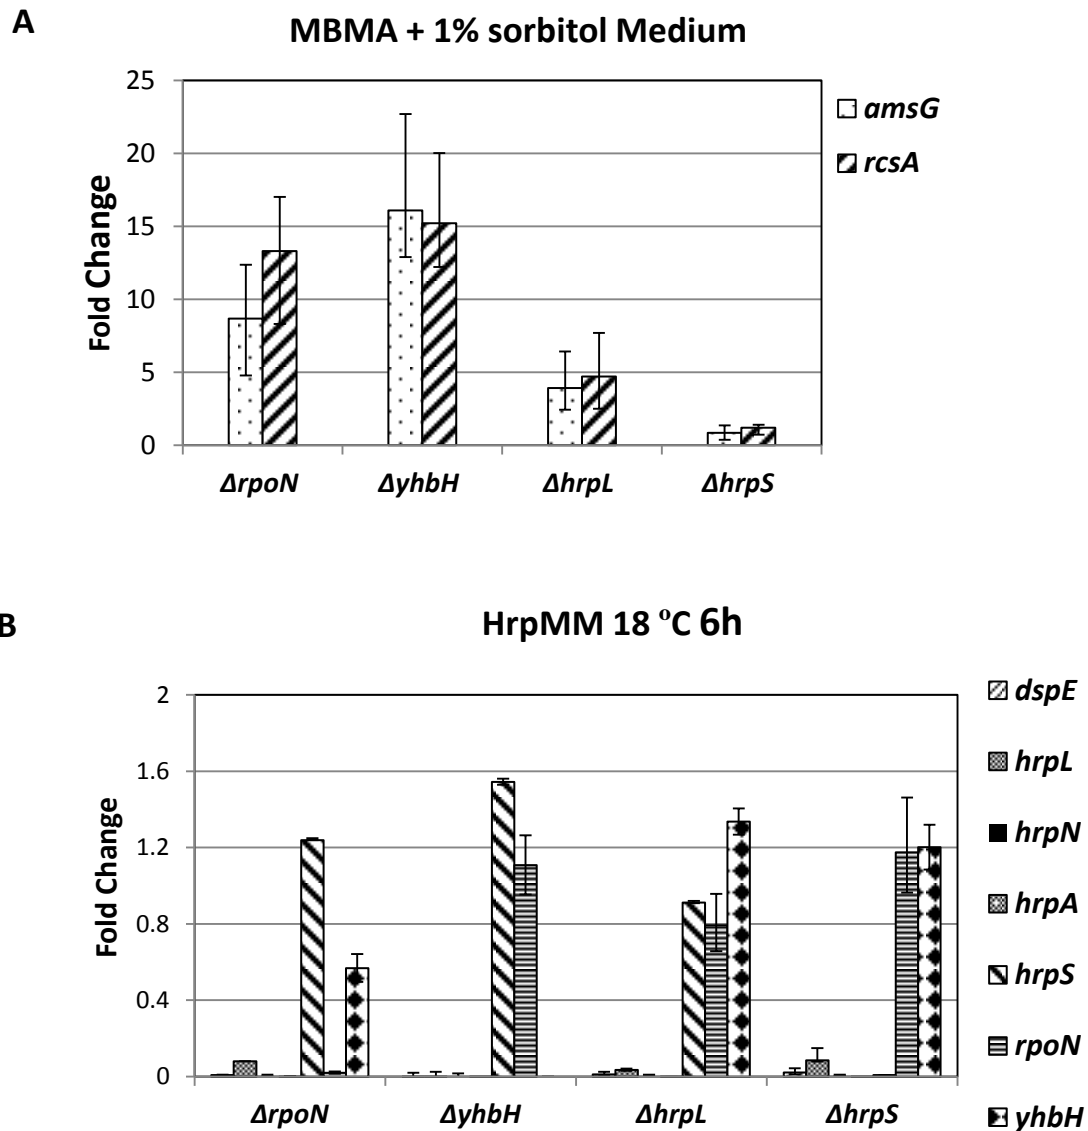 A
MBMA + 1% sorbitol Medium
25
20
15
10
5
0
Fold Change
amsG
rcsA
ΔrpoN ΔyhbH ΔhrpL ΔhrpS
B
HrpMM 18 °C 6h
2
1.6
1.2
0.8
0.4
0
Fold Change
dspE
hrpL
hrpN
hrpA
hrpS
rpoN
yhbH
ΔrpoN ΔyhbH ΔhrpL ΔhrpS